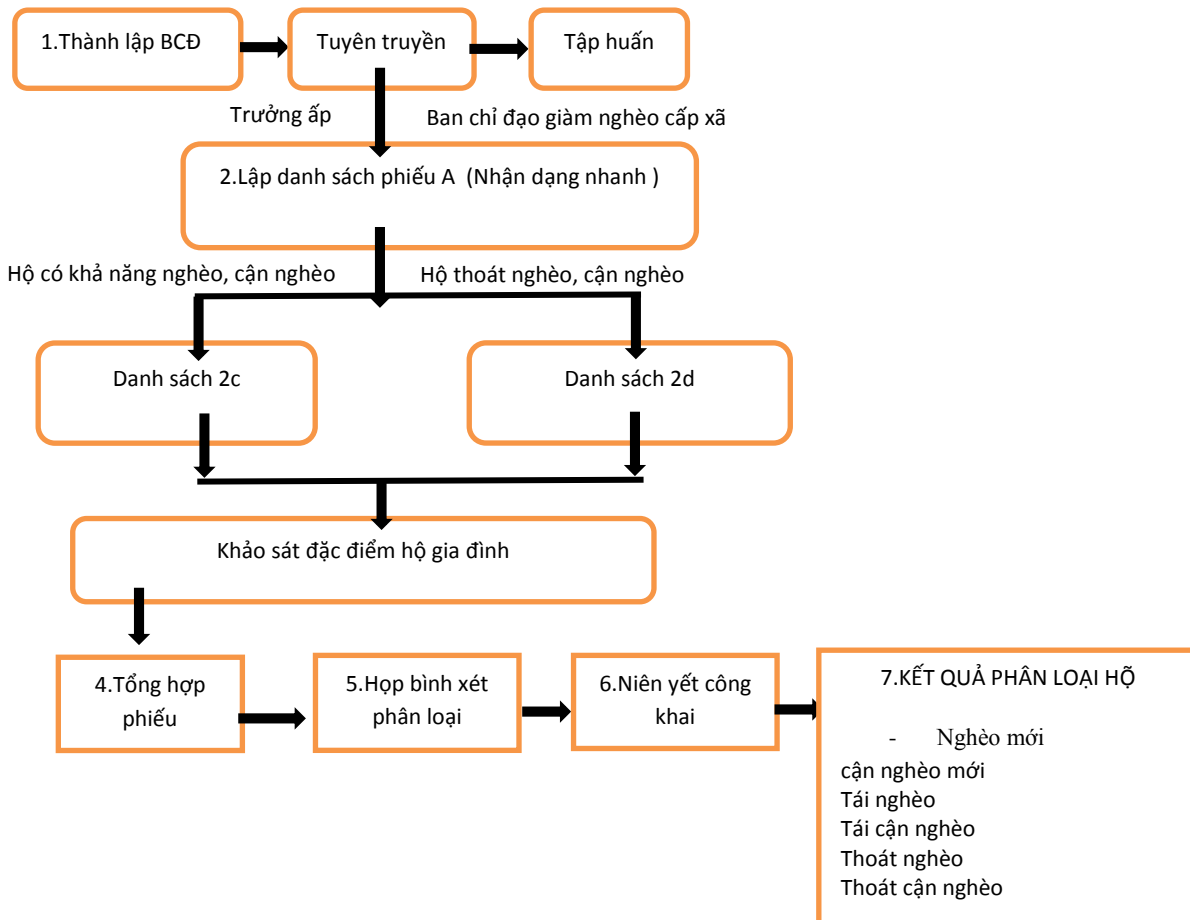 1.Thành lập BCĐ
Tuyên truyền
Tập huấn
Trưởng ấp
Ban chỉ đạo giàm nghèo cấp xã
2.Lập danh sách phiếu A (Nhận dạng nhanh )
Hộ có khả năng nghèo, cận nghèo
Hộ thoát nghèo, cận nghèo
Danh sách 2c
Danh sách 2d
Khảo sát đặc điểm hộ gia đình
4.Tổng hợp
phiếu
5.Họp bình xét
phân loại
6.Niên yết công
khai
7.KẾT QUẢ PHÂN LOẠI HỘ
- Nghèo mới
cận nghèo mới
Tái nghèo
Tái cận nghèo
Thoát nghèo
Thoát cận nghèo